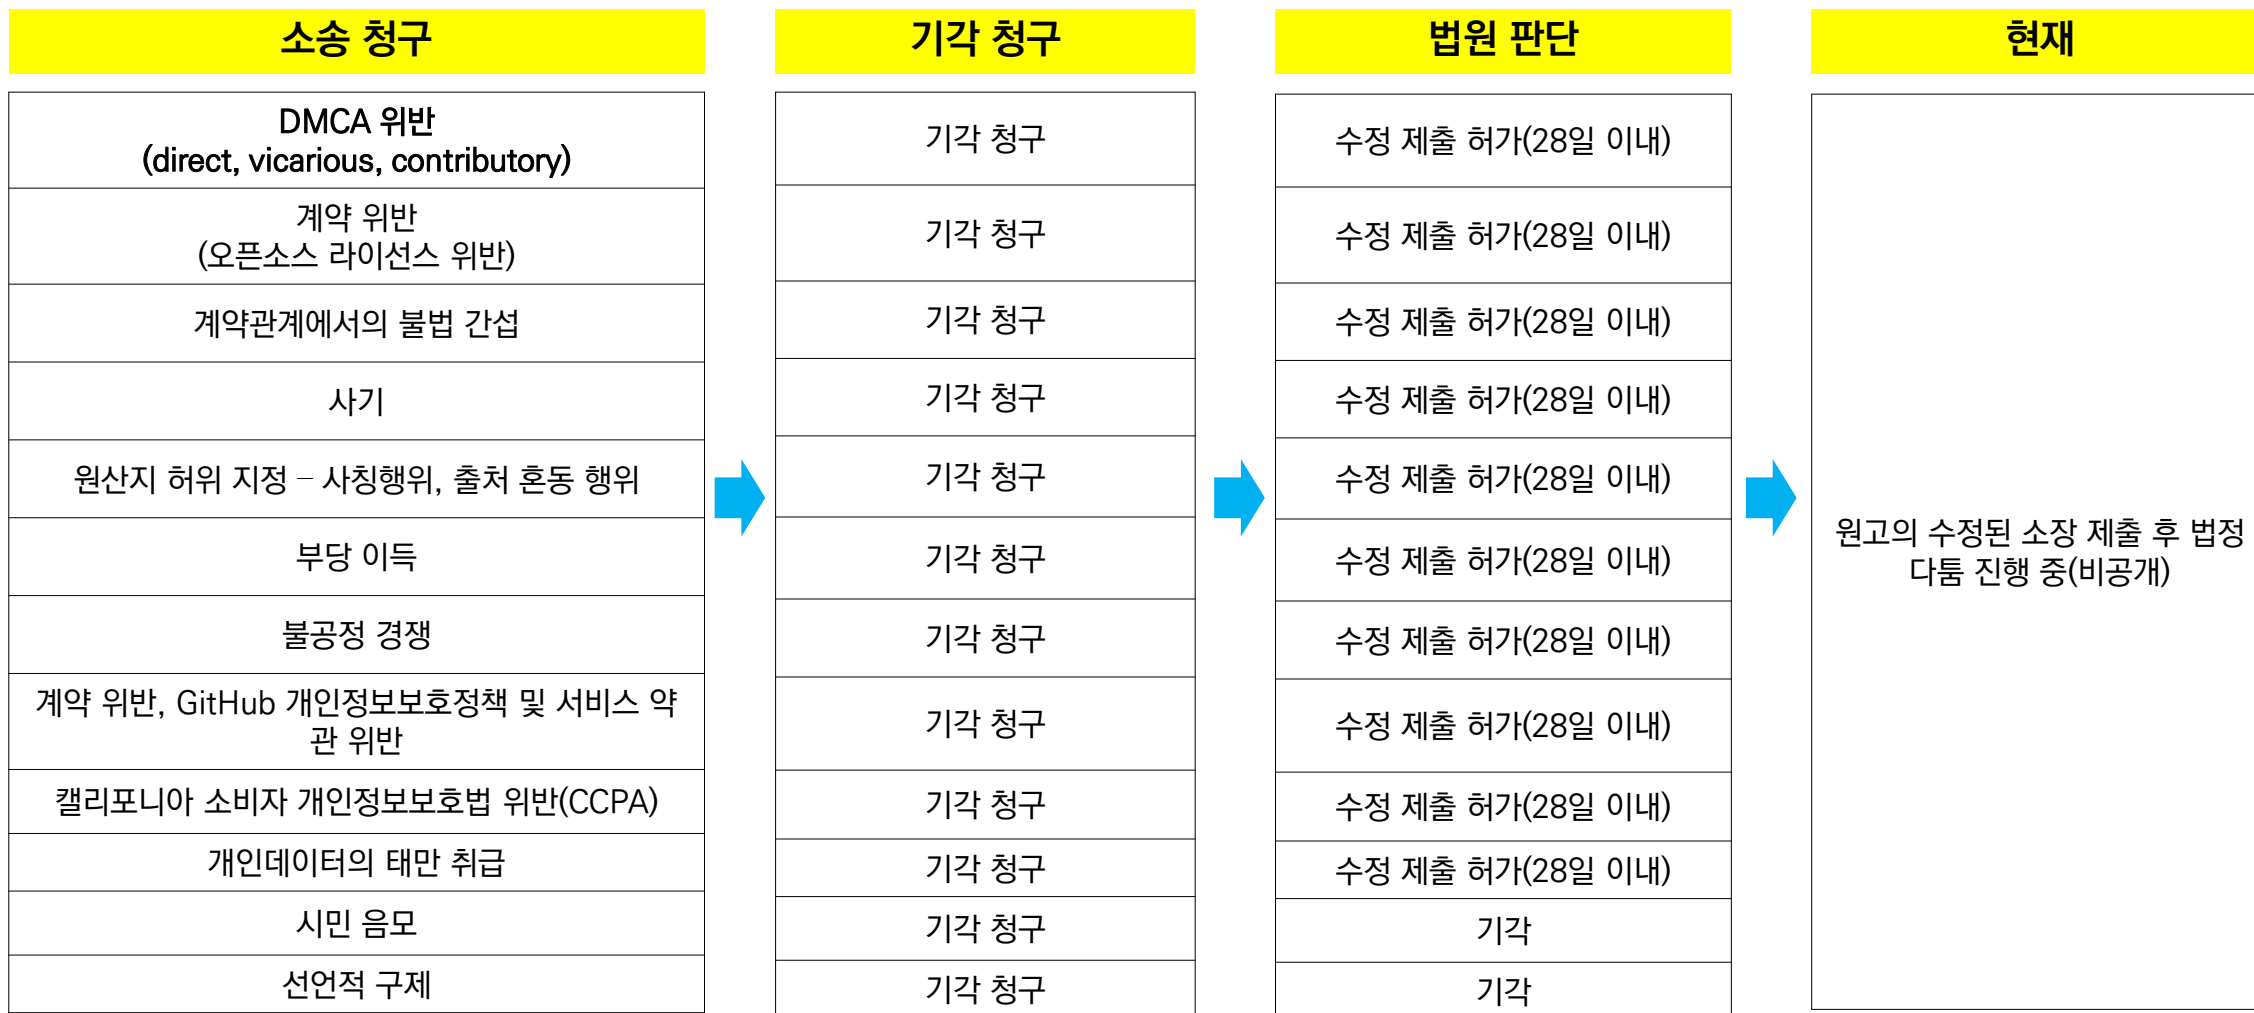 소송 청구
기각 청구
법원 판단
현재
DMCA 위반
(direct, vicarious, contributory)
기각 청구
수정 제출 허가(28일 이내)
계약 위반
(오픈소스 라이선스 위반)
기각 청구
수정 제출 허가(28일 이내)
계약관계에서의 불법 간섭
기각 청구
수정 제출 허가(28일 이내)
사기
기각 청구
수정 제출 허가(28일 이내)
원산지 허위 지정 – 사칭행위, 출처 혼동 행위
기각 청구
수정 제출 허가(28일 이내)
부당 이득
기각 청구
수정 제출 허가(28일 이내)
불공정 경쟁
기각 청구
수정 제출 허가(28일 이내)
계약 위반, GitHub 개인정보보호정책 및 서비스 약
관 위반
기각 청구
수정 제출 허가(28일 이내)
캘리포니아 소비자 개인정보보호법 위반(CCPA)
기각 청구
수정 제출 허가(28일 이내)
개인데이터의 태만 취급
기각 청구
수정 제출 허가(28일 이내)
시민 음모
기각 청구
기각
선언적 구제
기각 청구
기각
원고의 수정된 소장 제출 후 법정
다툼 진행 중(비공개)